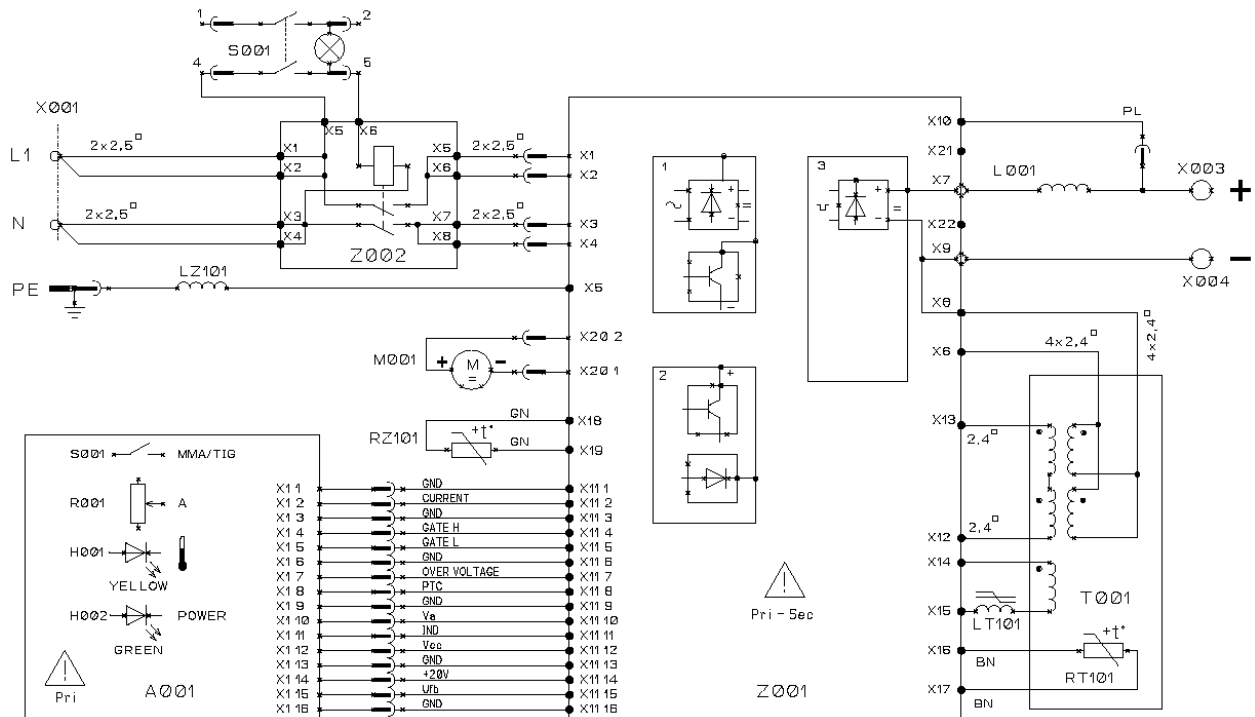 1
2
S001
4
5
X001
X5
X6
L1
2x2,5
X1
X2
X5
X6
2x2,5
X1
X2
N
2x2,5
X3
X4
X7
X8
2x2,5
X3
X4
Z002
PE
LZ101
X5
M001
+
M
=
-
X20 2
X20 1
RZ101
+t°
GN
GN
X18
X19
S001
MMA/TIG
R001
A
H001
YELLOW
H002
POWER
GREEN
Pri
A001
X1 1 GND X11 1
X1 2 CURRENT X11 2
X1 3 GND X11 3
X1 4 GATE H X11 4
X1 5 GATE L X11 5
X1 6 GND X11 6
X1 7 OVER VOLTAGE X11 7
X1 8 PTC X11 8
X1 9 GND X11 9
X1 10 Va X11 10
X1 11 IND X11 11
X1 12 Vcc X11 12
X1 13 GND X11 13
X1 14 +20V X11 14
X1 15 Ufb X11 15
X1 16 GND X11 16
1
+
-
=
-
2
+
3
+
-
=
Pri-Sec
Z001
X10
PL
X21
X7
L001
X003
+
X22
X9
X004
-
X8
X6
4x2,4
4x2,4
X13
2,4
X12
2,4
X14
X15
LT101
T001
X16
BN
+t°
RT101
X17
BN